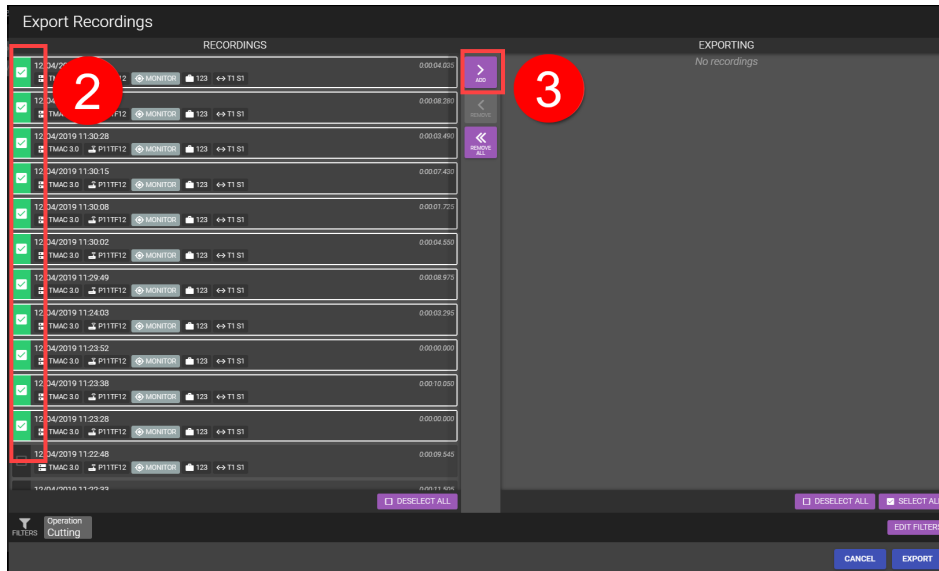 Export Recordings
RECORDINGS
EXPORTING
No recordings
0:00:04.035
2 MONITOR 123 T1 S1
0:00:08.280
TMAC P11TF12 MONITOR 123 T1 S1
12/04/2019 11:30:28 0:00:03.490
TMAC 3.0 P11TF12 MONITOR 123 T1 S1
12/04/2019 11:30:15 0:00:07.430
TMAC 3.0 P11TF12 MONITOR 123 T1 S1
12/04/2019 11:30:08 0:00:01.725
TMAC 3.0 P11TF12 MONITOR 123 T1 S1
12/04/2019 11:30:02 0:00:04.550
TMAC 3.0 P11TF12 MONITOR 123 T1 S1
12/04/2019 11:29:49 0:00:08.975
TMAC 3.0 P11TF12 MONITOR 123 T1 S1
12/04/2019 11:24:03 0:00:03.295
TMAC 3.0 P11TF12 MONITOR 123 T1 S1
12/04/2019 11:23:52 0:00:00.000
TMAC 3.0 P11TF12 MONITOR 123 T1 S1
12/04/2019 11:23:38 0:00:10.050
TMAC 3.0 P11TF12 MONITOR 123 T1 S1
12/04/2019 11:23:28 0:00:00.000
TMAC 3.0 P11TF12 MONITOR 123 T1 S1
12/04/2019 11:22:48 0:00:09.545
TMAC 3.0 P11TF12 MONITOR 123 T1 S1
12/04/2019 11:22:33 0:00:11.505
2
ADD
3
REMOVE
REMOVE
ALL
DESELECT ALL
DESELECT ALL
SELECT ALL
FILTERS
Operation
Cutting
EDIT FILTERS
CANCEL
EXPORT